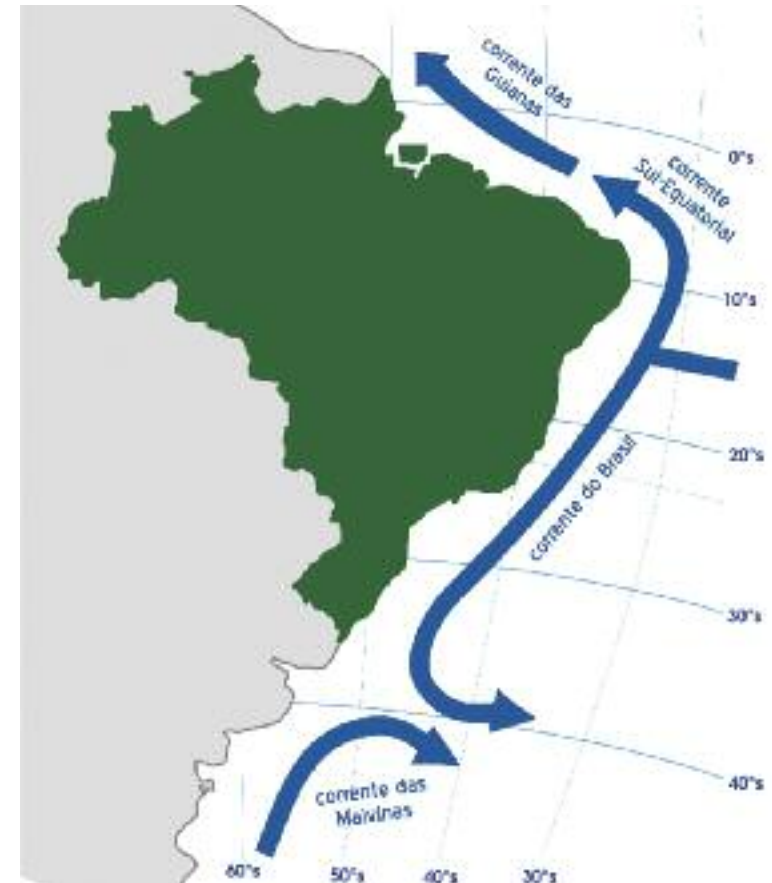 corrente das
Guianas
corrente
Sul-Equatorial
0°s
10°s
20°s
corrente do Brasil
30°s
40°s
corrente das
Malvinas
60°s
50°s
40°s
30°s